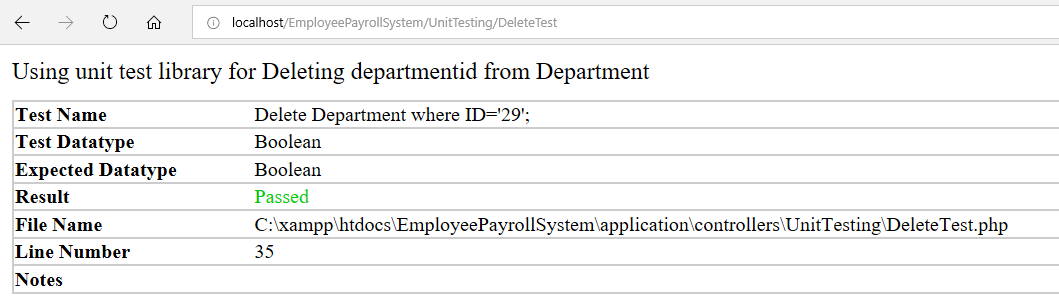 localhost/EmployeePayrollSystem/UnitTesting/DeleteTest
Using unit test library for Deleting departmentid from Department
Test Name Delete Department where ID='29';
Test Datatype Boolean
Expected Datatype Boolean
Result Passed
File Name C:\xampp\htdocs\EmployeePayrollSystem\application\controllers\UnitTesting\DeleteTest.php
Line Number 35
Notes